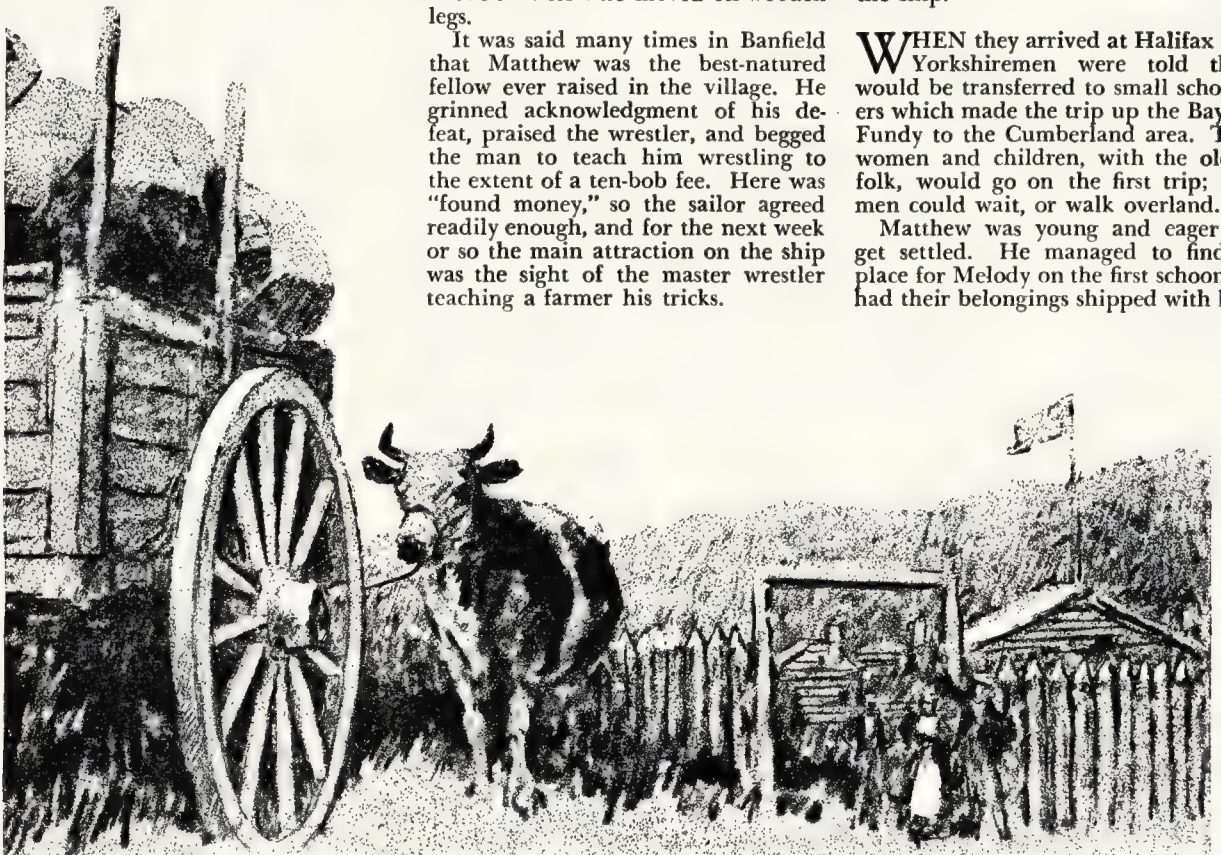 legs.
It was said many times in Banfield
that Matthew was the best-natured
fellow ever raised in the village. He
grinned acknowledgment of his de-
feat, praised the wrestler, and begged
the man to teach him wrestling to
the extent of a ten-bob fee. Here was
"found money," so the sailor agreed
readily enough, and for the next week
or so the main attraction on the ship
was the sight of the master wrestler
teaching a farmer his tricks.
WHEN they arrived at Halifax
Yorkshiremen were told th
would be transferred to small schoo
ers which made the trip up the Bay
Fundy to the Cumberland area. T
women and children, with the old
folk, would go on the first trip;
men could wait, or walk overland.
Matthew was young and eager
get settled. He managed to find
place for Melody on the first schoon
had their belongings shipped with h